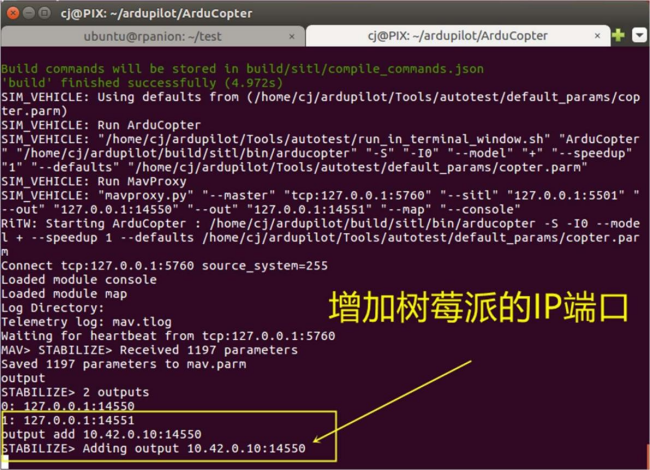 cj@PIX: ~/ardupilot/ArduCopter
ubuntu@rpanion: ~/test
cj@PIX: ~/ardupilot/ArduCopter
Build commands will be stored in build/sitl/compile_commands.json
'build' finished successfully (4.972s)
SIM_VEHICLE: Using defaults from (/home/cj/ardupilot/Tools/autotest/default_params/cop
ter.parm)
SIM_VEHICLE: Run ArduCopter
SIM_VEHICLE: "/home/cj/ardupilot/Tools/autotest/run_in_terminal_window.sh" "ArduCopter
" "/home/cj/ardupilot/build/sitl/bin/arducopter" "-S" "-I0" "--model" "+" "--speedup"
"1" "--defaults" "/home/cj/ardupilot/Tools/autotest/default_params/copter.parm"
SIM_VEHICLE: Run MavProxy
SIM_VEHICLE: "mavproxy.py" "--master" "tcp:127.0.0.1:5760" "--sitl" "127.0.0.1:5501" "
--out" "127.0.0.1:14550" "--out" "127.0.0.1:14551" "--map" "--console"
RiTW: Starting ArduCopter : /home/cj/ardupilot/build/sitl/bin/arducopter -S -I0 --mode
l + --speedup 1 --defaults /home/cj/ardupilot/Tools/autotest/default_params/copter.par
m
Connect tcp:127.0.0.1:5760 source_system=255
Loaded module console
Loaded module map
Log Directory:
Telemetry log: mav.tlog
Waiting for heartbeat from tcp:127.0.0.1:5760
MAV> STABILIZE> Received 1197 parameters
Saved 1197 parameters to mav.parm
output
STABILIZE> 2 outputs
0: 127.0.0.1:14550
1: 127.0.0.1:14551
output add 10.42.0.10:14550
STABILIZE> Adding output 10.42.0.10:14550
增加树莓派的IP端口